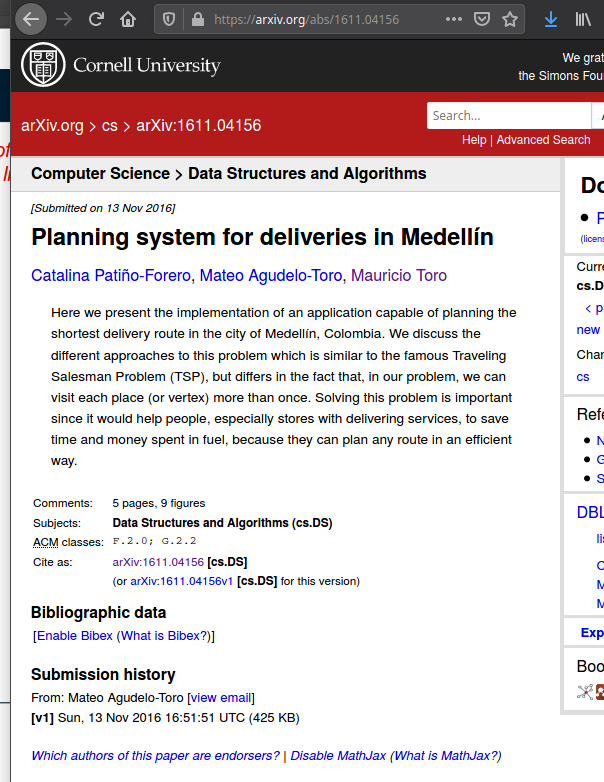 https://arxiv.org/abs/1611.04156
Cornell University
We grat
the Simons Four
arXiv.org > cs > arXiv:1611.04156
Search...
Help | Advanced Search
Computer Science > Data Structures and Algorithms
[Submitted on 13 Nov 2016]
Planning system for deliveries in Medellín
Catalina Patiño-Forero, Mateo Agudelo-Toro, Mauricio Toro
Here we present the implementation of an application capable of planning the
shortest delivery route in the city of Medellín, Colombia. We discuss the
different approaches to this problem which is similar to the famous Traveling
Salesman Problem (TSP), but differs in the fact that, in our problem, we can
visit each place (or vertex) more than once. Solving this problem is important
since it would help people, especially stores with delivering services, to save
time and money spent in fuel, because they can plan any route in an efficient
way.
Comments: 5 pages, 9 figures
Subjects: Data Structures and Algorithms (cs.DS)
ACM classes: F.2.0; G.2.2
Cite as: arXiv:1611.04156 [cs.DS]
(or arXiv:1611.04156v1 [cs.DS] for this version)
Bibliographic data
[Enable Bibex (What is Bibex?)]
Submission history
From: Mateo Agudelo-Toro [view email]
[v1] Sun, 13 Nov 2016 16:51:51 UTC (425 KB)
Which authors of this paper are endorsers? | Disable MathJax (What is MathJax?)
Do
P
(licens
Curre
cs.D
< p
new
Chan
cs
Refe
N
G
S
DBL
li
C
M
M
Exp
Boo